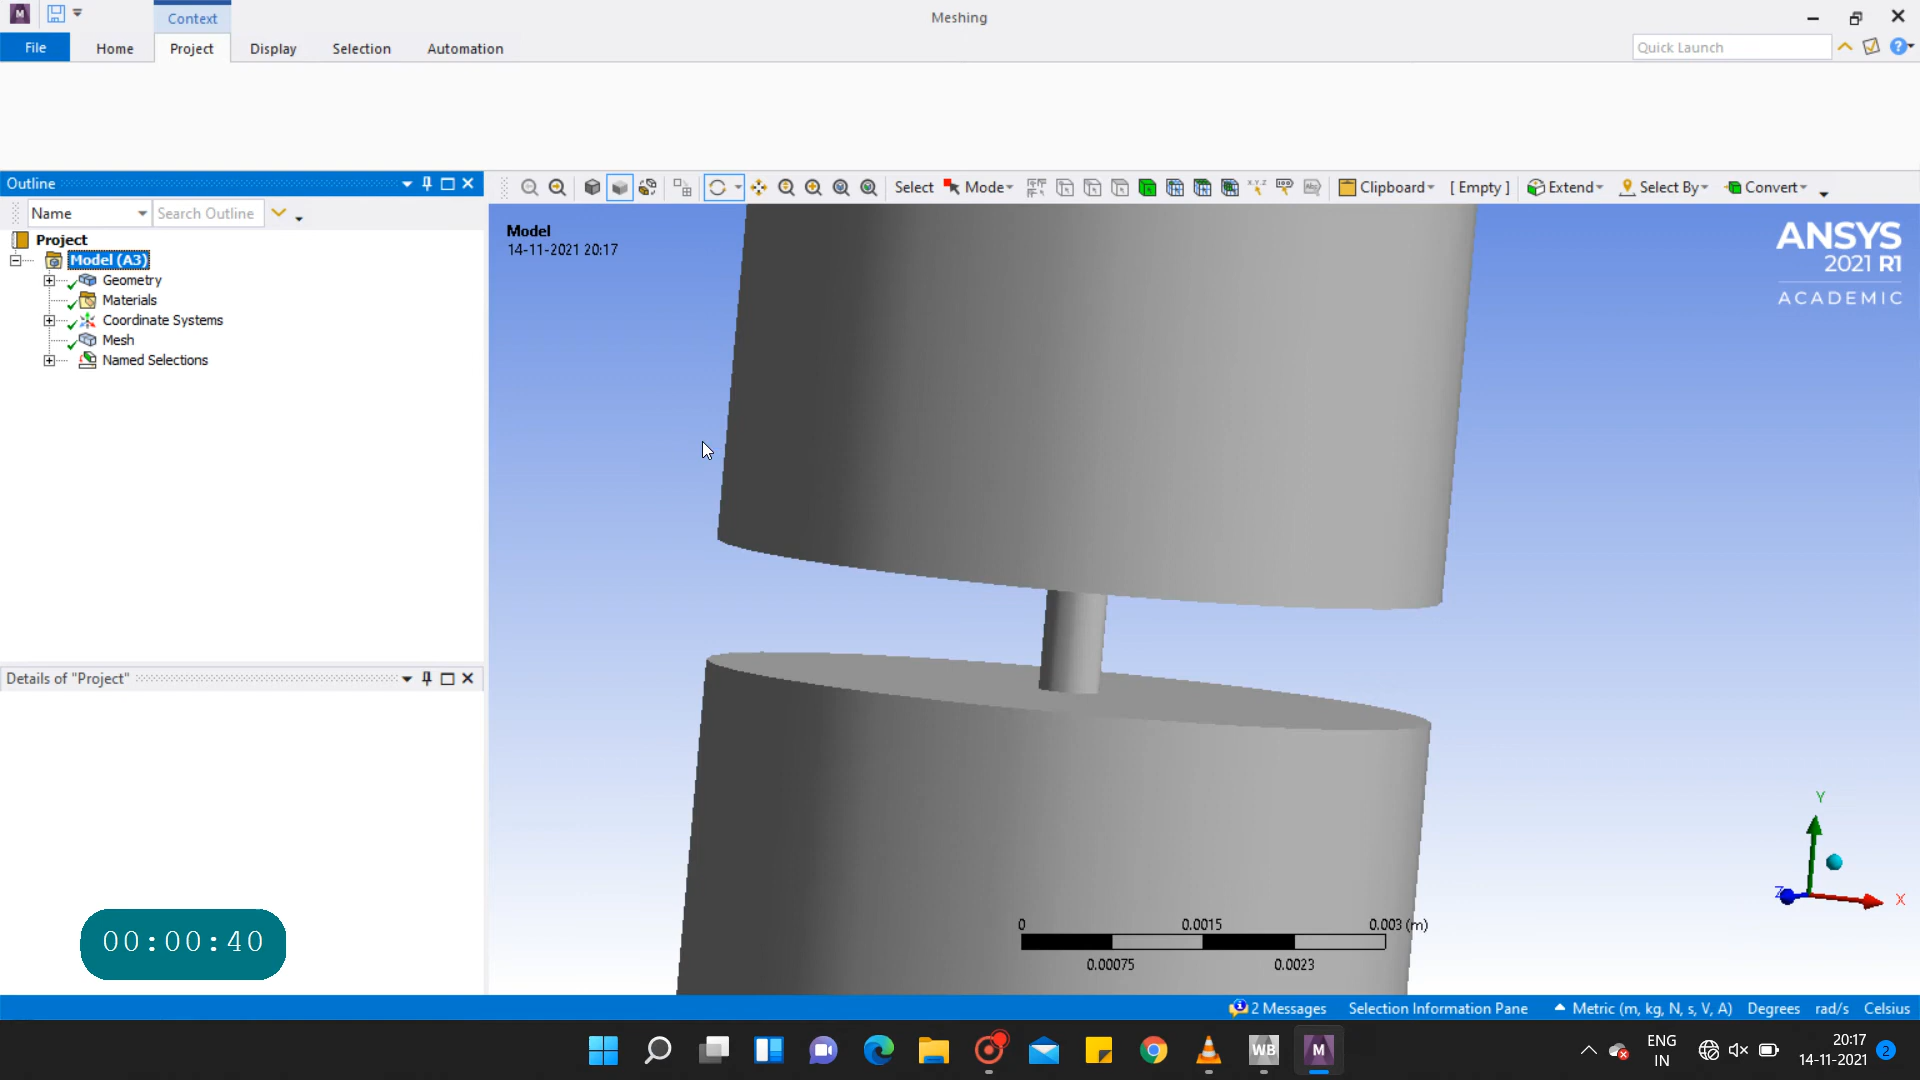 Context
Meshing
File
Home
Project
Display
Selection
Automation
Quick Launch
Outline
Select
Mode
Clipboard
[ Empty ]
Extend
Select By
Convert
Name
Search Outline
Project
Model (A3)
Geometry
Materials
Coordinate Systems
Mesh
Named Selections
Model
14-11-2021 20:17
ANSYS
2021 R1
ACADEMIC
Details of "Project"
Y
Z
X
0
0.0015
0.003 (m)
0.00075
0.0023
00:00:40
2 Messages
Selection Information Pane
Metric (m, kg, N, s, V, A)
Degrees
rad/s
Celsius
WB
M
ENG
IN
20:17
14-11-2021
2